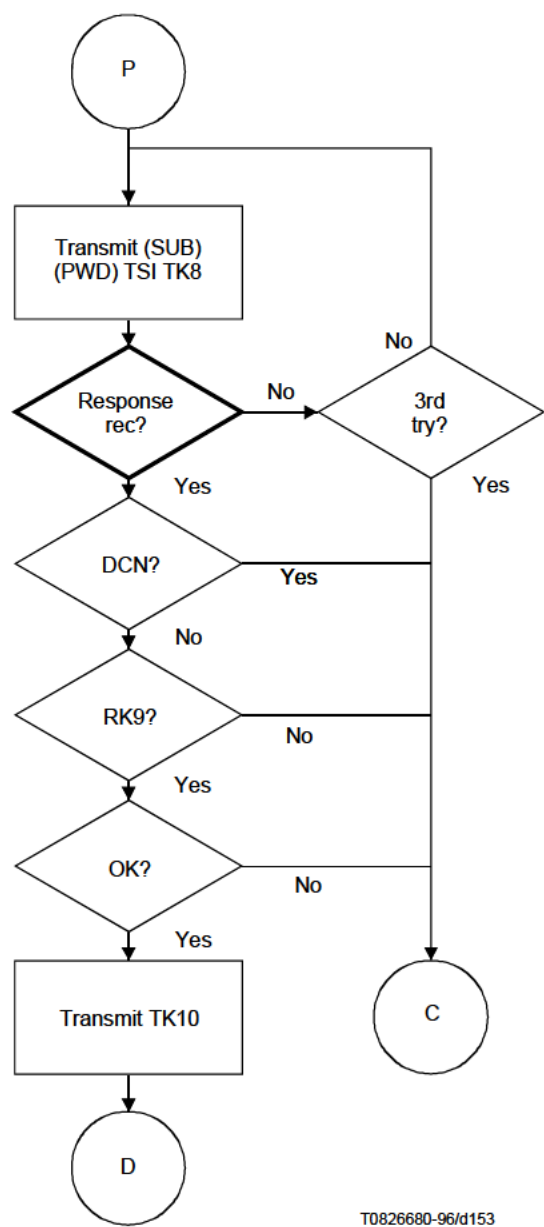 P
Transmit (SUB)
(PWD) TSI TK8
No
Response
rec?
No
3rd
try?
Yes
Yes
DCN?
Yes
No
RK9?
No
Yes
OK?
No
Yes
Transmit TK10
C
D
T0826680-96/d153